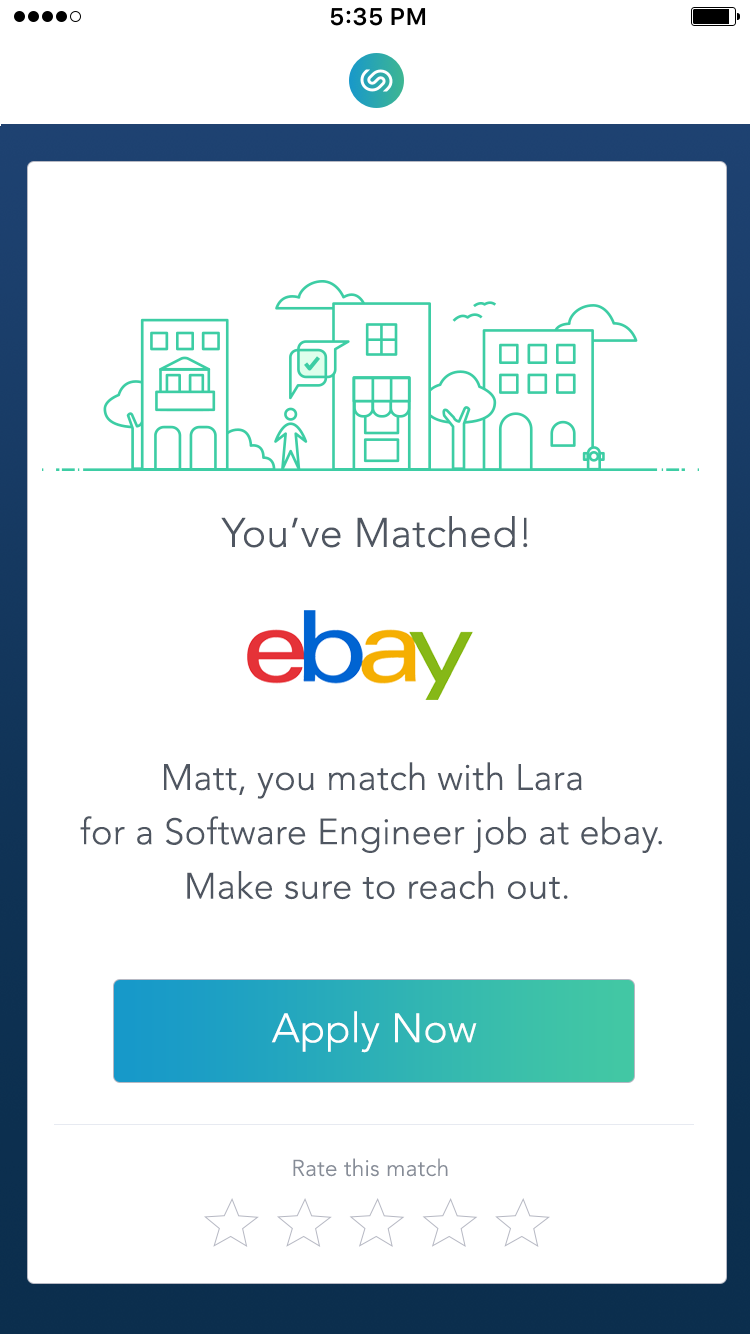 5:35 PM
You’ve Matched!
ebay
Matt, you match with Lara
for a Software Engineer job at ebay.
Make sure to reach out.
Apply Now
Rate this match